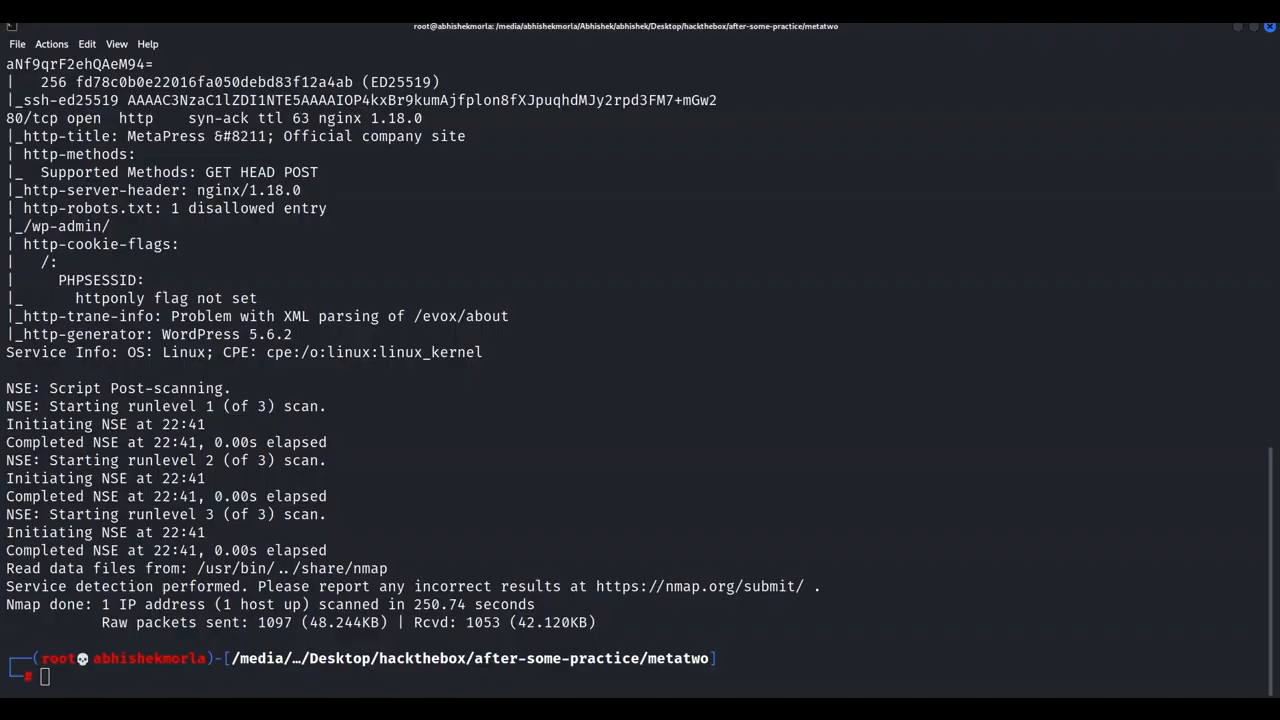 root@abhishekmorla: /media/abhishekmorla/Abhishek/abhishek/Desktop/hackthebox/after-some-practice/metatwo
File Actions Edit View Help
aNf9qrF2ehQAeM94=
|   256 fd78c0b0e22016fa050debd83f12a4ab (ED25519)
|_ssh-ed25519 AAAAC3NzaC1lZDI1NTE5AAAAIOP4kxBr9kumAjfplon8fXJpuqhdMJy2rpd3FM7+mGw2
80/tcp open  http    syn-ack ttl 63 nginx 1.18.0
|_http-title: MetaPress &#8211; Official company site
| http-methods:
|_  Supported Methods: GET HEAD POST
|_http-server-header: nginx/1.18.0
| http-robots.txt: 1 disallowed entry
|_/wp-admin/
| http-cookie-flags:
|   /:
|     PHPSESSID:
|_      httponly flag not set
|_http-trane-info: Problem with XML parsing of /evox/about
|_http-generator: WordPress 5.6.2
Service Info: OS: Linux; CPE: cpe:/o:linux:linux_kernel
NSE: Script Post-scanning.
NSE: Starting runlevel 1 (of 3) scan.
Initiating NSE at 22:41
Completed NSE at 22:41, 0.00s elapsed
NSE: Starting runlevel 2 (of 3) scan.
Initiating NSE at 22:41
Completed NSE at 22:41, 0.00s elapsed
NSE: Starting runlevel 3 (of 3) scan.
Initiating NSE at 22:41
Completed NSE at 22:41, 0.00s elapsed
Read data files from: /usr/bin/../share/nmap
Service detection performed. Please report any incorrect results at https://nmap.org/submit/ .
Nmap done: 1 IP address (1 host up) scanned in 250.74 seconds
           Raw packets sent: 1097 (48.244KB) | Rcvd: 1053 (42.120KB)
┌──(root💀abhishekmorla)-[/media/…/Desktop/hackthebox/after-some-practice/metatwo]
└─#